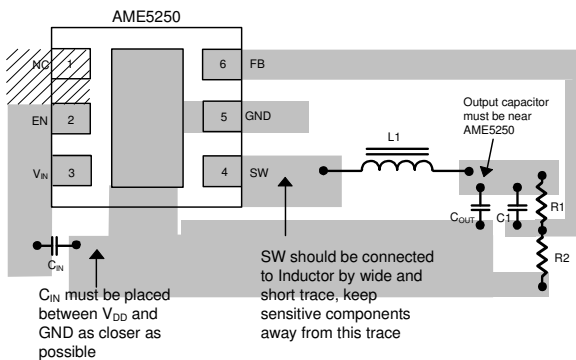 AME5250
NC 1
6 FB
EN 2
5 GND
VIN 3
4 SW
L1
Output capacitor
must be near
AME5250
COUT
C1
R1
R2
CIN
CIN must be placed
between VDD and
GND as closer as
possible
SW should be connected
to Inductor by wide and
short trace, keep
sensitive components
away from this trace